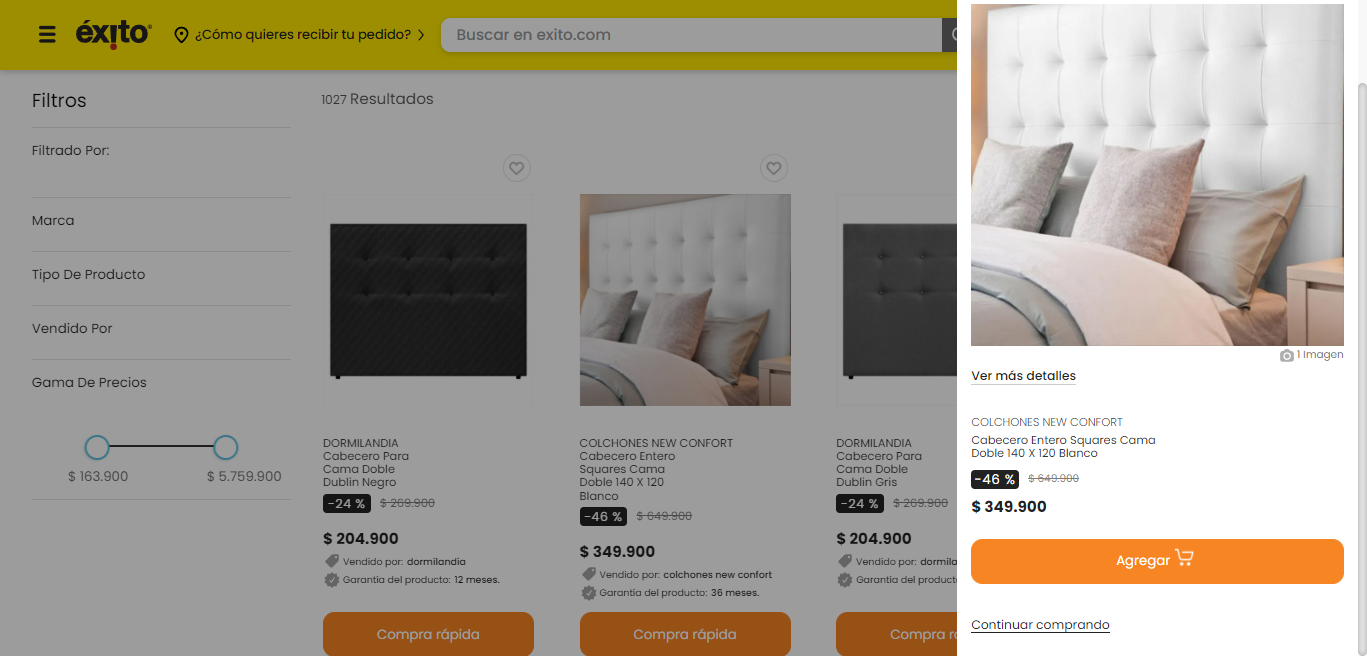 éxito
¿Cómo quieres recibir tu pedido?
Buscar en exito.com
Filtros
Filtrado Por:
Marca
Tipo De Producto
Vendido Por
Gama De Precios
$ 163.900
$ 5.759.900
1027 Resultados
DORMILANDIA
Cabecero Para
Cama Doble
Dublin Negro
-24 % $ 269.900
$ 204.900
Vendido por: dormilandia
Garantía del producto: 12 meses.
Compra rápida
COLCHONES NEW CONFORT
Cabecero Entero
Squares Cama
Doble 140 X 120
Blanco
-46 % $ 649.900
$ 349.900
Vendido por: colchones new confort
Garantía del producto: 36 meses.
Compra rápida
DORMILANDIA
Cabecero Para
Cama Doble
Dublin Gris
-24 % $ 269.900
$ 204.900
Vendido por: dormila
Garantía del product
Compra r
1 Imagen
Ver más detalles
COLCHONES NEW CONFORT
Cabecero Entero Squares Cama
Doble 140 X 120 Blanco
-46 % $ 649.900
$ 349.900
Agregar
Continuar comprando